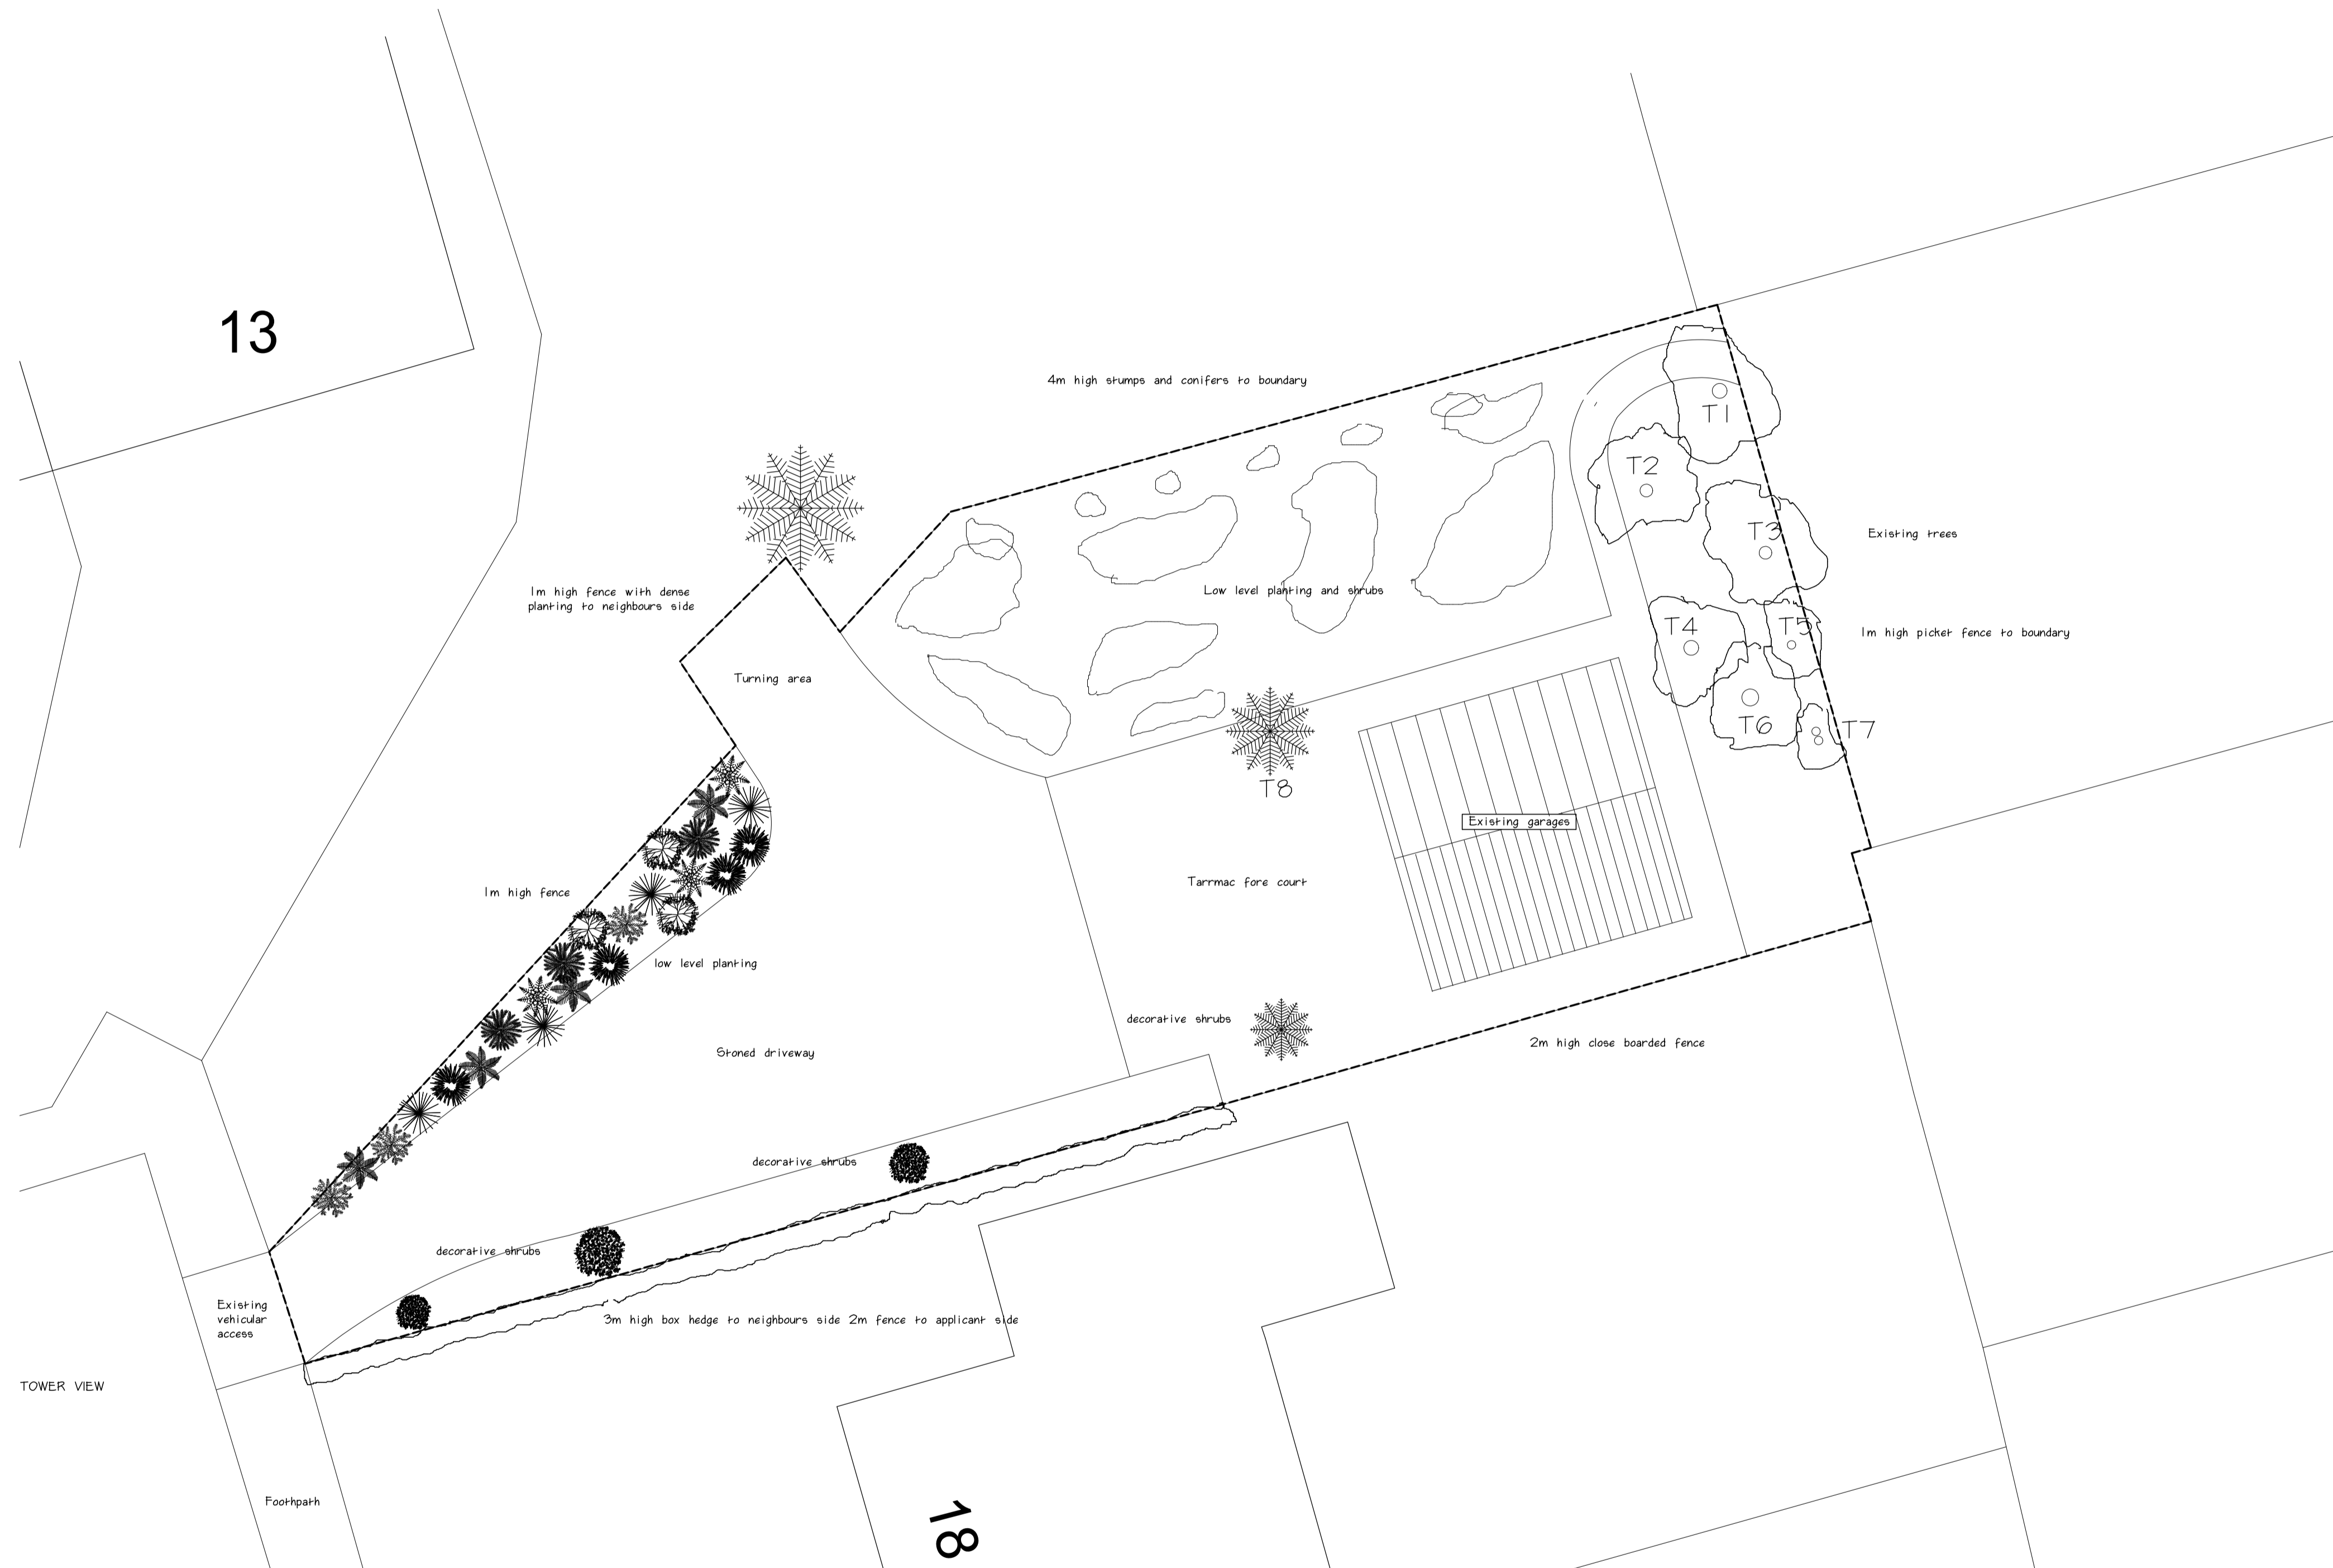 13
4m high stumps and conifers to boundary
T1
T2
T3
Existing trees
1m high fence with dense
planting to neighbours side
Low level planting and shrubs
T4
T5
1m high picket fence to boundary
Turning area
T6
T7
T8
Existing garages
Tarrmac fore court
1m high fence
low level planting
decorative shrubs
2m high close boarded fence
Stoned driveway
decorative shrubs
decorative shrubs
Existing
vehicular
access
3m high box hedge to neighbours side 2m fence to applicant side
TOWER VIEW
Foothpath
18